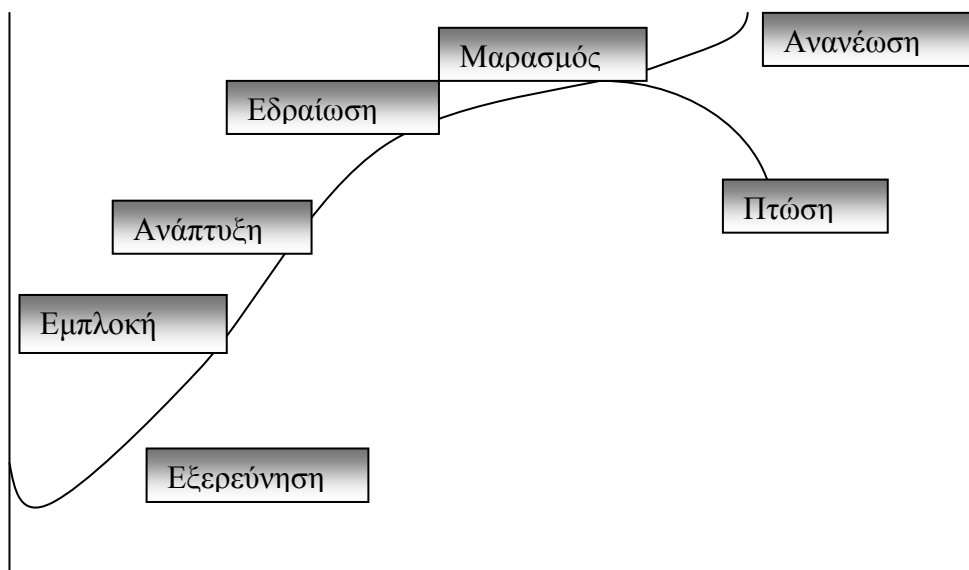 Ανανέωση
Μαρασμός
Εδραίωση
Πτώση
Ανάπτυξη
Εμπλοκή
Εξερεύνηση